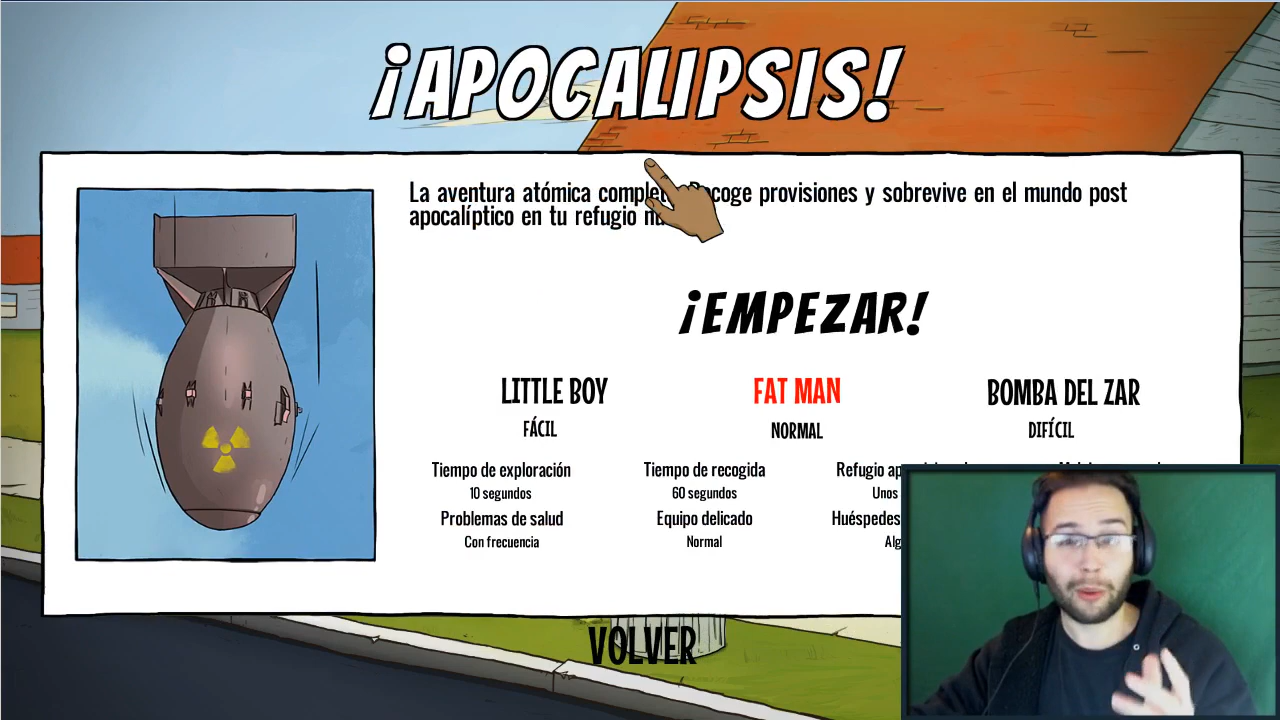 ¡APOCALIPSIS!
La aventura atómica ecoge provisiones y sobrevive en el mundo post
apocalíptico en tu refugio
¡EMPEZAR!
LITTLE BOY FAT MAN BOMBA DEL ZAR
FÁCIL NORMAL DIFÍCIL
Tiempo de exploración Tiempo de recogida Refugio
10 segundos 60 segundos Unos
Problemas de salud Equipo delicado Huéspedes
Con frecuencia Normal
VOLVER